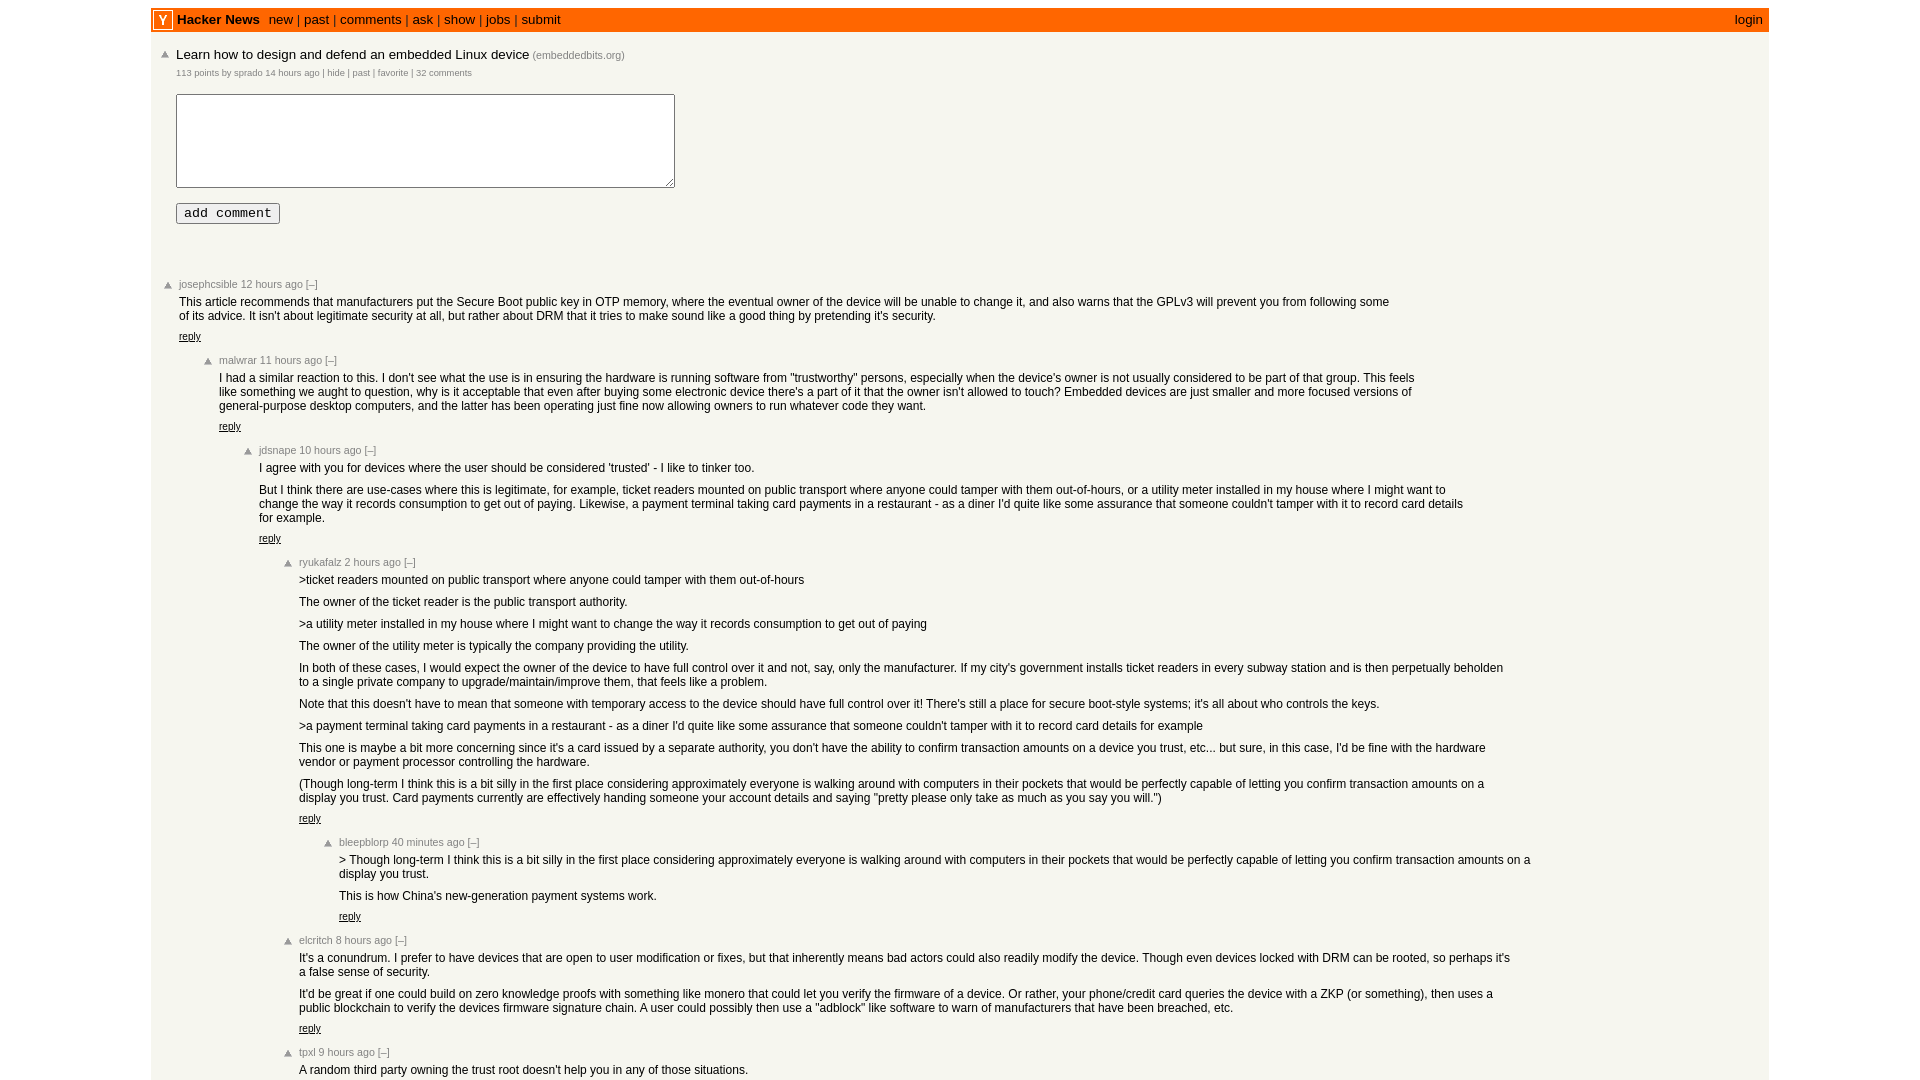 Y Hacker News new | past | comments | ask | show | jobs | submit login
Learn how to design and defend an embedded Linux device (embeddedbits.org)
113 points by sprado 14 hours ago | hide | past | favorite | 32 comments
add comment
josephcsible 12 hours ago [–]
This article recommends that manufacturers put the Secure Boot public key in OTP memory, where the eventual owner of the device will be unable to change it, and also warns that the GPLv3 will prevent you from following some
of its advice. It isn't about legitimate security at all, but rather about DRM that it tries to make sound like a good thing by pretending it's security.
reply
malwrar 11 hours ago [–]
I had a similar reaction to this. I don't see what the use is in ensuring the hardware is running software from "trustworthy" persons, especially when the device's owner is not usually considered to be part of that group. This feels
like something we aught to question, why is it acceptable that even after buying some electronic device there's a part of it that the owner isn't allowed to touch? Embedded devices are just smaller and more focused versions of
general-purpose desktop computers, and the latter has been operating just fine now allowing owners to run whatever code they want.
reply
jdsnape 10 hours ago [–]
I agree with you for devices where the user should be considered 'trusted' - I like to tinker too.
But I think there are use-cases where this is legitimate, for example, ticket readers mounted on public transport where anyone could tamper with them out-of-hours, or a utility meter installed in my house where I might want to
change the way it records consumption to get out of paying. Likewise, a payment terminal taking card payments in a restaurant - as a diner I'd quite like some assurance that someone couldn't tamper with it to record card details
for example.
reply
ryukafalz 2 hours ago [–]
>ticket readers mounted on public transport where anyone could tamper with them out-of-hours
The owner of the ticket reader is the public transport authority.
>a utility meter installed in my house where I might want to change the way it records consumption to get out of paying
The owner of the utility meter is typically the company providing the utility.
In both of these cases, I would expect the owner of the device to have full control over it and not, say, only the manufacturer. If my city's government installs ticket readers in every subway station and is then perpetually beholden
to a single private company to upgrade/maintain/improve them, that feels like a problem.
Note that this doesn't have to mean that someone with temporary access to the device should have full control over it! There's still a place for secure boot-style systems; it's all about who controls the keys.
>a payment terminal taking card payments in a restaurant - as a diner I'd quite like some assurance that someone couldn't tamper with it to record card details for example
This one is maybe a bit more concerning since it's a card issued by a separate authority, you don't have the ability to confirm transaction amounts on a device you trust, etc... but sure, in this case, I'd be fine with the hardware
vendor or payment processor controlling the hardware.
(Though long-term I think this is a bit silly in the first place considering approximately everyone is walking around with computers in their pockets that would be perfectly capable of letting you confirm transaction amounts on a
display you trust. Card payments currently are effectively handing someone your account details and saying "pretty please only take as much as you say you will.")
reply
bleepblorp 40 minutes ago [–]
> Though long-term I think this is a bit silly in the first place considering approximately everyone is walking around with computers in their pockets that would be perfectly capable of letting you confirm transaction amounts on a
display you trust.
This is how China's new-generation payment systems work.
reply
elcritch 8 hours ago [–]
It's a conundrum. I prefer to have devices that are open to user modification or fixes, but that inherently means bad actors could also readily modify the device. Though even devices locked with DRM can be rooted, so perhaps it's
a false sense of security.
It'd be great if one could build on zero knowledge proofs with something like monero that could let you verify the firmware of a device. Or rather, your phone/credit card queries the device with a ZKP (or something), then uses a
public blockchain to verify the devices firmware signature chain. A user could possibly then use a "adblock" like software to warn of manufacturers that have been breached, etc.
reply
tpxl 9 hours ago [–]
A random third party owning the trust root doesn't help you in any of those situations.